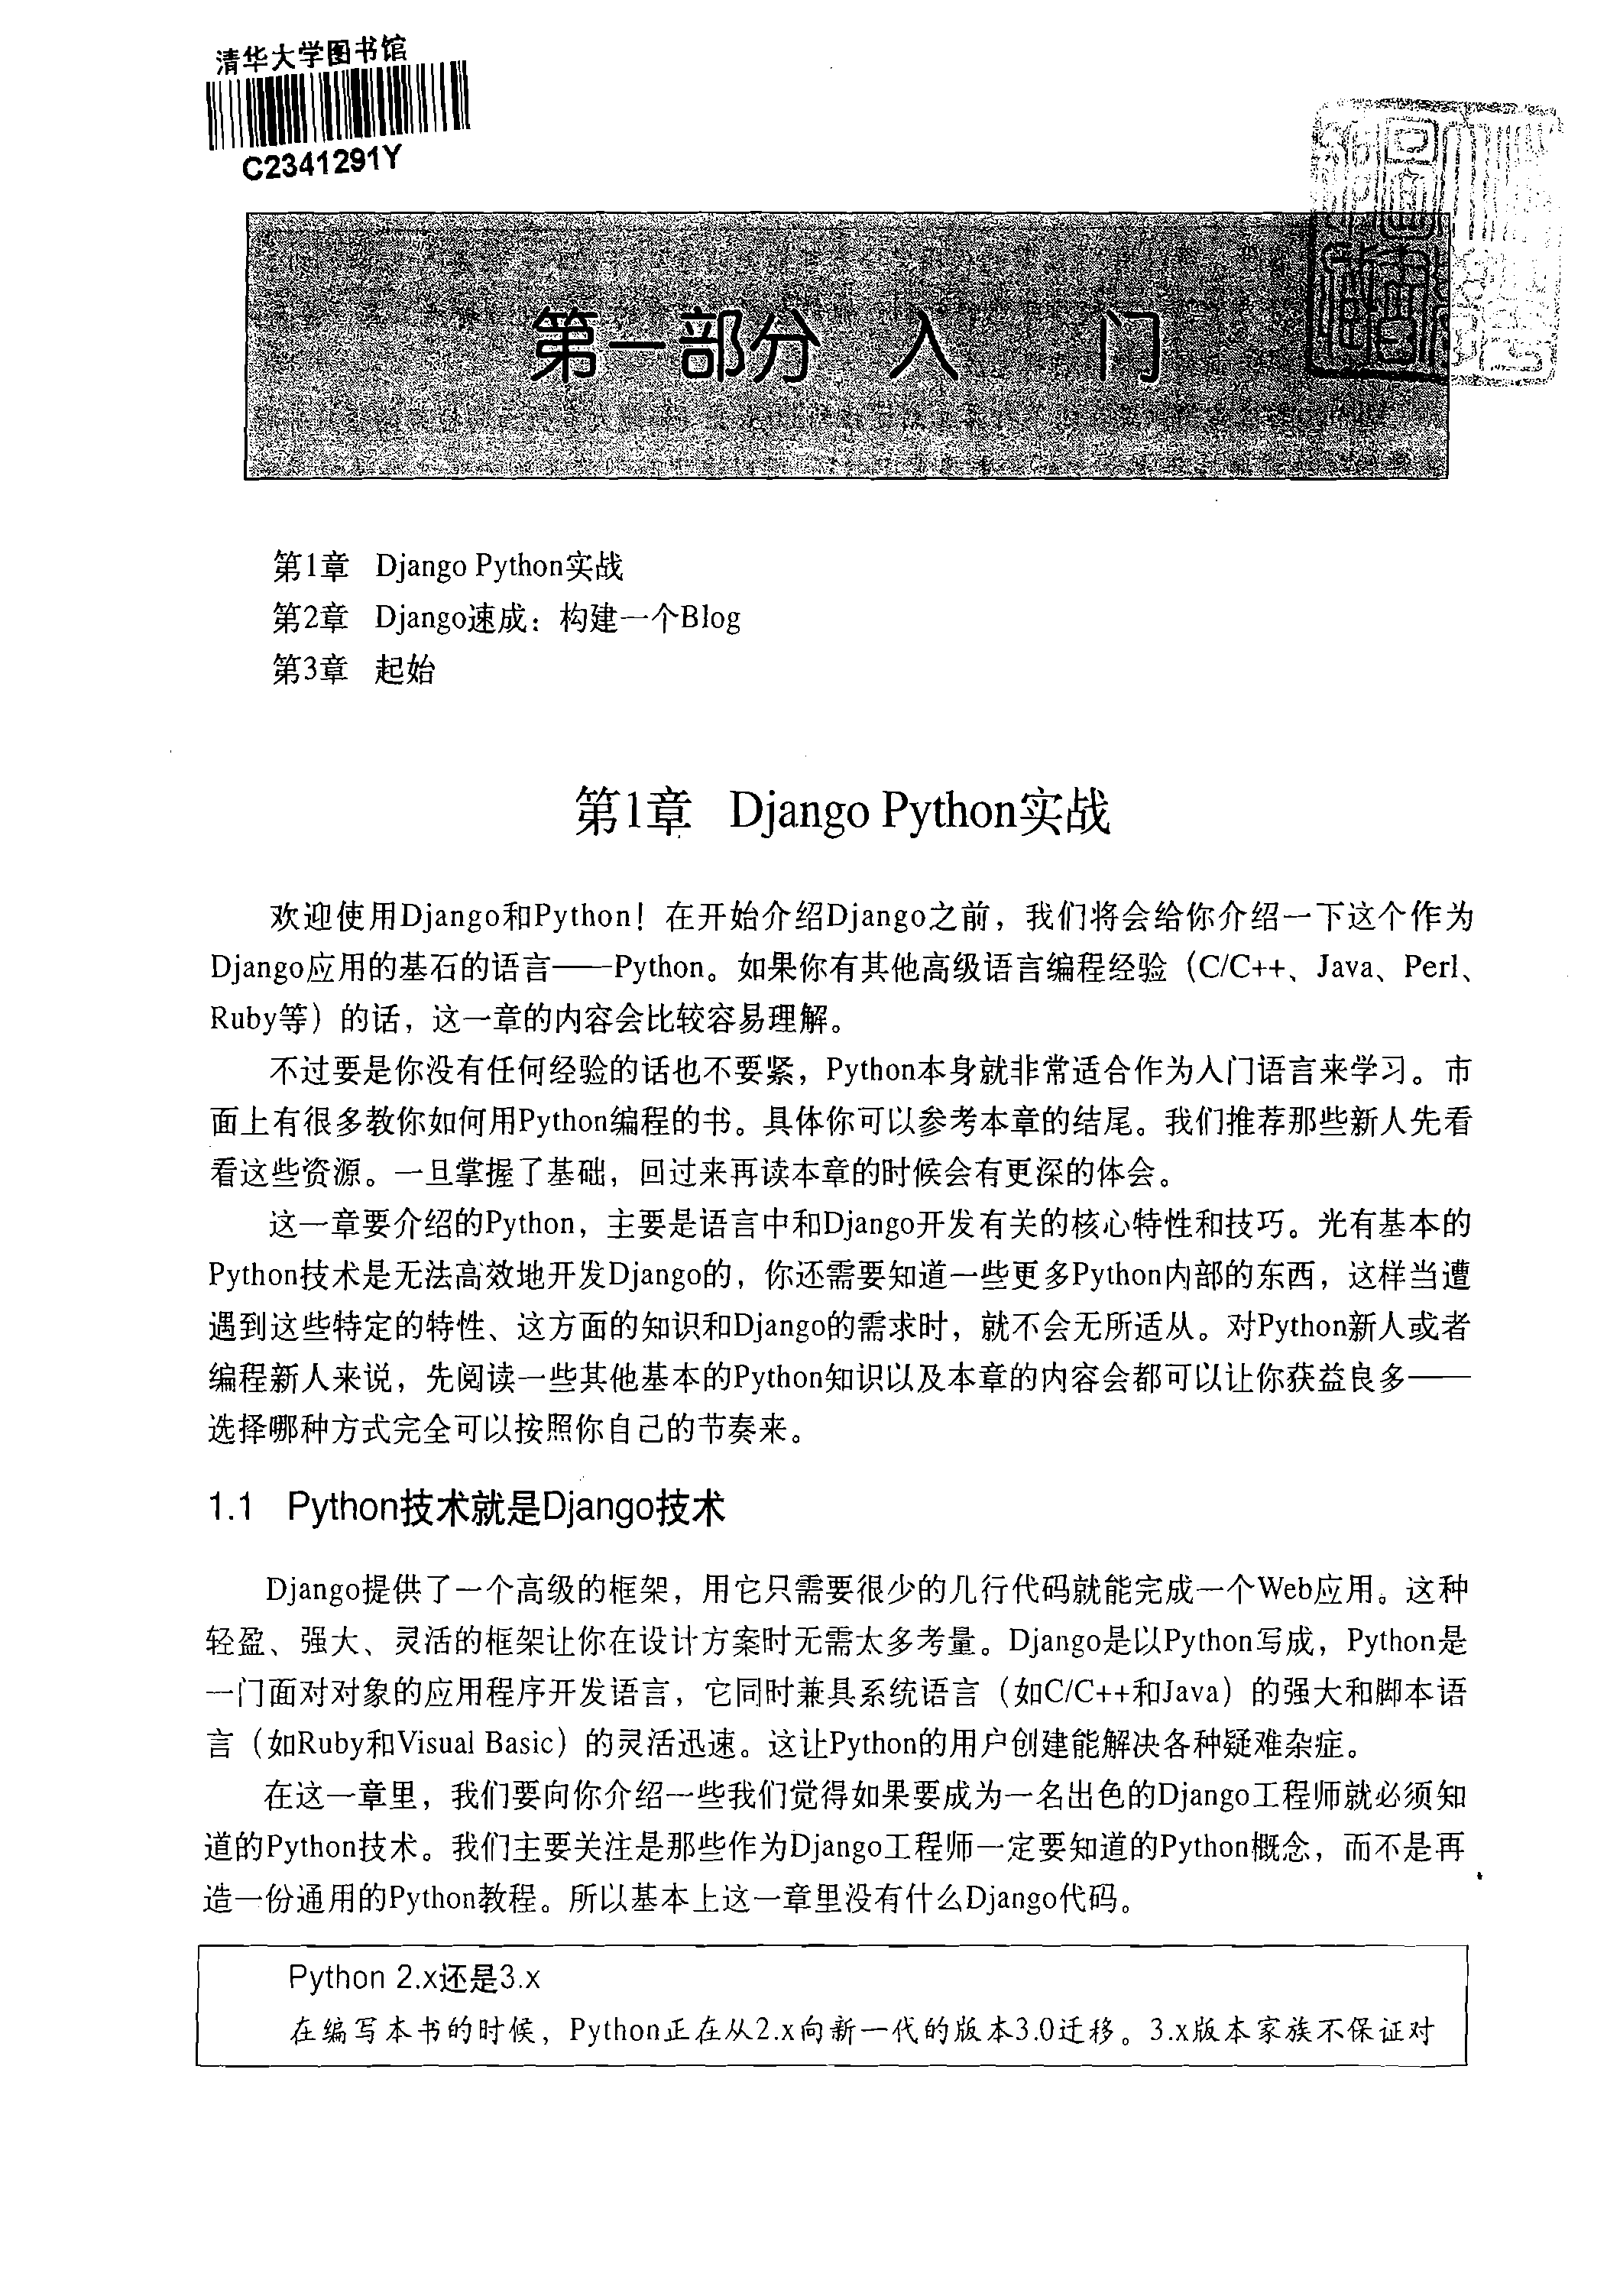 清华大学图书馆
C2341291Y
第一部分 入 门
第1章 Django Python实战
第2章 Django速成：构建一个Blog
第3章 起始
第1章 Django Python实战
欢迎使用Django和Python！在开始介绍Django之前，我们将会给你介绍一下这个作为
Django应用的基石的语言——Python。如果你有其他高级语言编程经验（C/C++、Java、Perl、
Ruby等）的话，这一章的内容会比较容易理解。
不过要是你没有任何经验的话也不要紧，Python本身就非常适合作为入门语言来学习。市
面上有很多教你如何用Python编程的书。具体你可以参考本章的结尾。我们推荐那些新人先看
看这些资源。一旦掌握了基础，回过来再读本章的时候会有更深的体会。
这一章要介绍的Python，主要是语言中和Django开发有关的核心特性和技巧。光有基本的
Python技术是无法高效地开发Django的，你还需要知道一些更多Python内部的东西，这样当遭
遇到这些特定的特性、这方面的知识和Django的需求时，就不会无所适从。对Python新人或者
编程新人来说，先阅读一些其他基本的Python知识以及本章的内容会都可以让你获益良多——
选择哪种方式完全可以按照你自己的节奏来。
1.1 Python技术就是Django技术
Django提供了一个高级的框架，用它只需要很少的几行代码就能完成一个Web应用。这种
轻盈、强大、灵活的框架让你在设计方案时无需太多考量。Django是以Python写成，Python是
一门面对对象的应用程序开发语言，它同时兼具系统语言（如C/C++和Java）的强大和脚本语
言（如Ruby和Visual Basic）的灵活迅速。这让Python的用户创建能解决各种疑难杂症。
在这一章里，我们要向你介绍一些我们觉得如果要成为一名出色的Django工程师就必须知
道的Python技术。我们主要关注是那些作为Django工程师一定要知道的Python概念，而不是再
造一份通用的Python教程。所以基本上这一章里没有什么Django代码。
Python 2.x还是3.x
在编写本书的时候，Python正在从2.x向新一代的版本3.0迁移。3.x版本家族不保证对